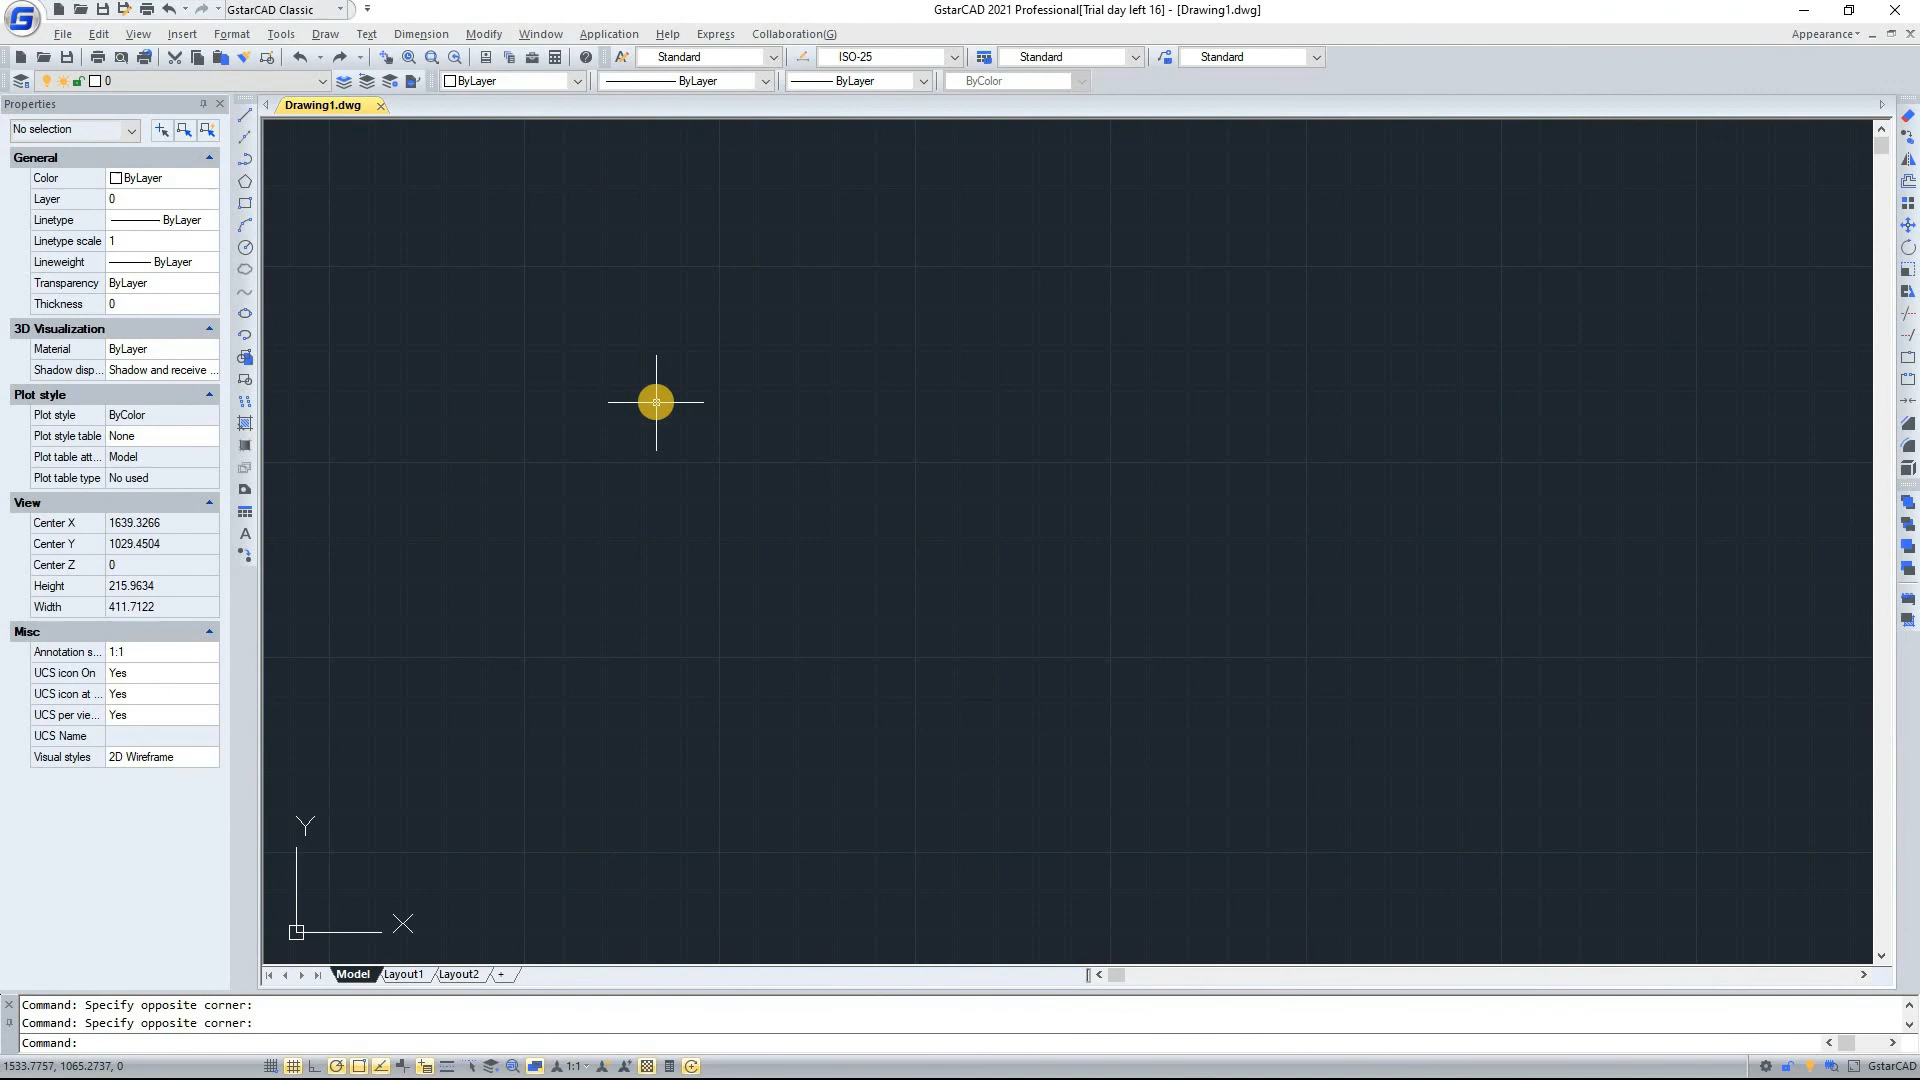 GstarCAD Classic
GstarCAD 2021 Professional[Trial day left 16] - [Drawing1.dwg]
File Edit View Insert Format Tools Draw Text Dimension Modify Window Application Help Express Collaboration(G) Appearance
Standard ISO-25 Standard Standard
0 ByLayer ByLayer ByLayer ByColor
Properties
Drawing1.dwg
No selection
General
Color ByLayer
Layer 0
Linetype ByLayer
Linetype scale 1
Lineweight ByLayer
Transparency ByLayer
Thickness 0
3D Visualization
Material ByLayer
Shadow disp... Shadow and receive ...
Plot style
Plot style ByColor
Plot style table None
Plot table att... Model
Plot table type No used
View
Center X 1639.3266
Center Y 1029.4504
Center Z 0
Height 215.9634
Width 411.7122
Misc
Annotation s... 1:1
UCS icon On Yes
UCS icon at ... Yes
UCS per vie... Yes
UCS Name
Visual styles 2D Wireframe
Y
X
Model Layout1 Layout2 +
Command: Specify opposite corner:
Command: Specify opposite corner:
Command:
1533.7757, 1065.2737, 0 1:1 GstarCAD